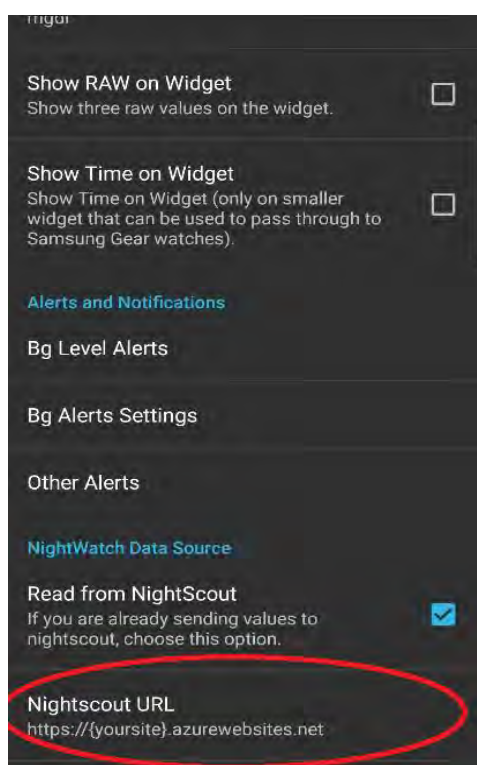 mgdl
Show RAW on Widget
Show three raw values on the widget.
Show Time on Widget
Show Time on Widget (only on smaller
widget that can be used to pass through to
Samsung Gear watches).
Alerts and Notifications
Bg Level Alerts
Bg Alerts Settings
Other Alerts
NightWatch Data Source
Read from NightScout
If you are already sending values to
nightscout, choose this option.
Nightscout URL
https://{yoursite}.azurewebsites.net